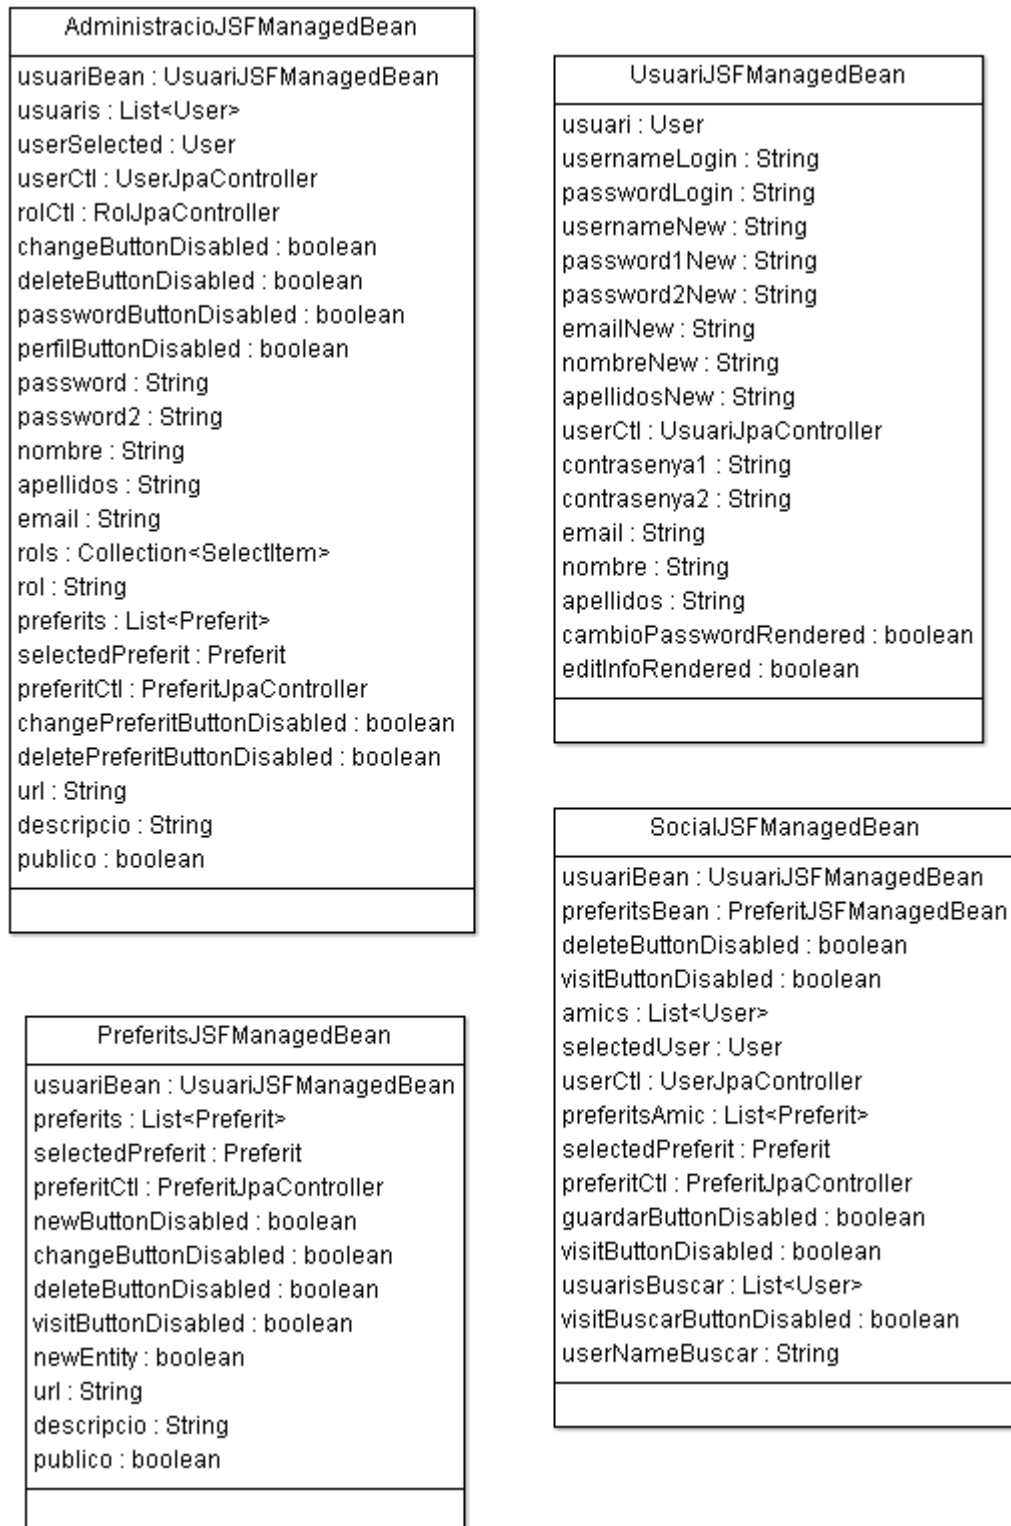 AdministracioJSFManagedBean
usuariBean : UsuariJSFManagedBean
usuaris : List<User>
userSelected : User
userCtl : UserJpaController
rolCtl : RolJpaController
changeButtonDisabled : boolean
deleteButtonDisabled : boolean
passwordButtonDisabled : boolean
perfilButtonDisabled : boolean
password : String
password2 : String
nombre : String
apellidos : String
email : String
rols : Collection<SelectItem>
rol : String
preferits : List<Preferit>
selectedPreferit : Preferit
preferitCtl : PreferitJpaController
changePreferitButtonDisabled : boolean
deletePreferitButtonDisabled : boolean
url : String
descripcio : String
publico : boolean
UsuariJSFManagedBean
usuari : User
usernameLogin : String
passwordLogin : String
usernameNew : String
password1New : String
password2New : String
emailNew : String
nombreNew : String
apellidosNew : String
userCtl : UsuariJpaController
contrasenya1 : String
contrasenya2 : String
email : String
nombre : String
apellidos : String
cambioPasswordRendered : boolean
editInfoRendered : boolean
PreferitsJSFManagedBean
usuariBean : UsuariJSFManagedBean
preferits : List<Preferit>
selectedPreferit : Preferit
preferitCtl : PreferitJpaController
newButtonDisabled : boolean
changeButtonDisabled : boolean
deleteButtonDisabled : boolean
visitButtonDisabled : boolean
newEntity : boolean
url : String
descripcio : String
publico : boolean
SocialJSFManagedBean
usuariBean : UsuariJSFManagedBean
preferitsBean : PreferitJSFManagedBean
deleteButtonDisabled : boolean
visitButtonDisabled : boolean
amics : List<User>
selectedUser : User
userCtl : UserJpaController
preferitsAmic : List<Preferit>
selectedPreferit : Preferit
preferitCtl : PreferitJpaController
guardarButtonDisabled : boolean
visitButtonDisabled : boolean
usuarisBuscar : List<User>
visitBuscarButtonDisabled : boolean
userNameBuscar : String